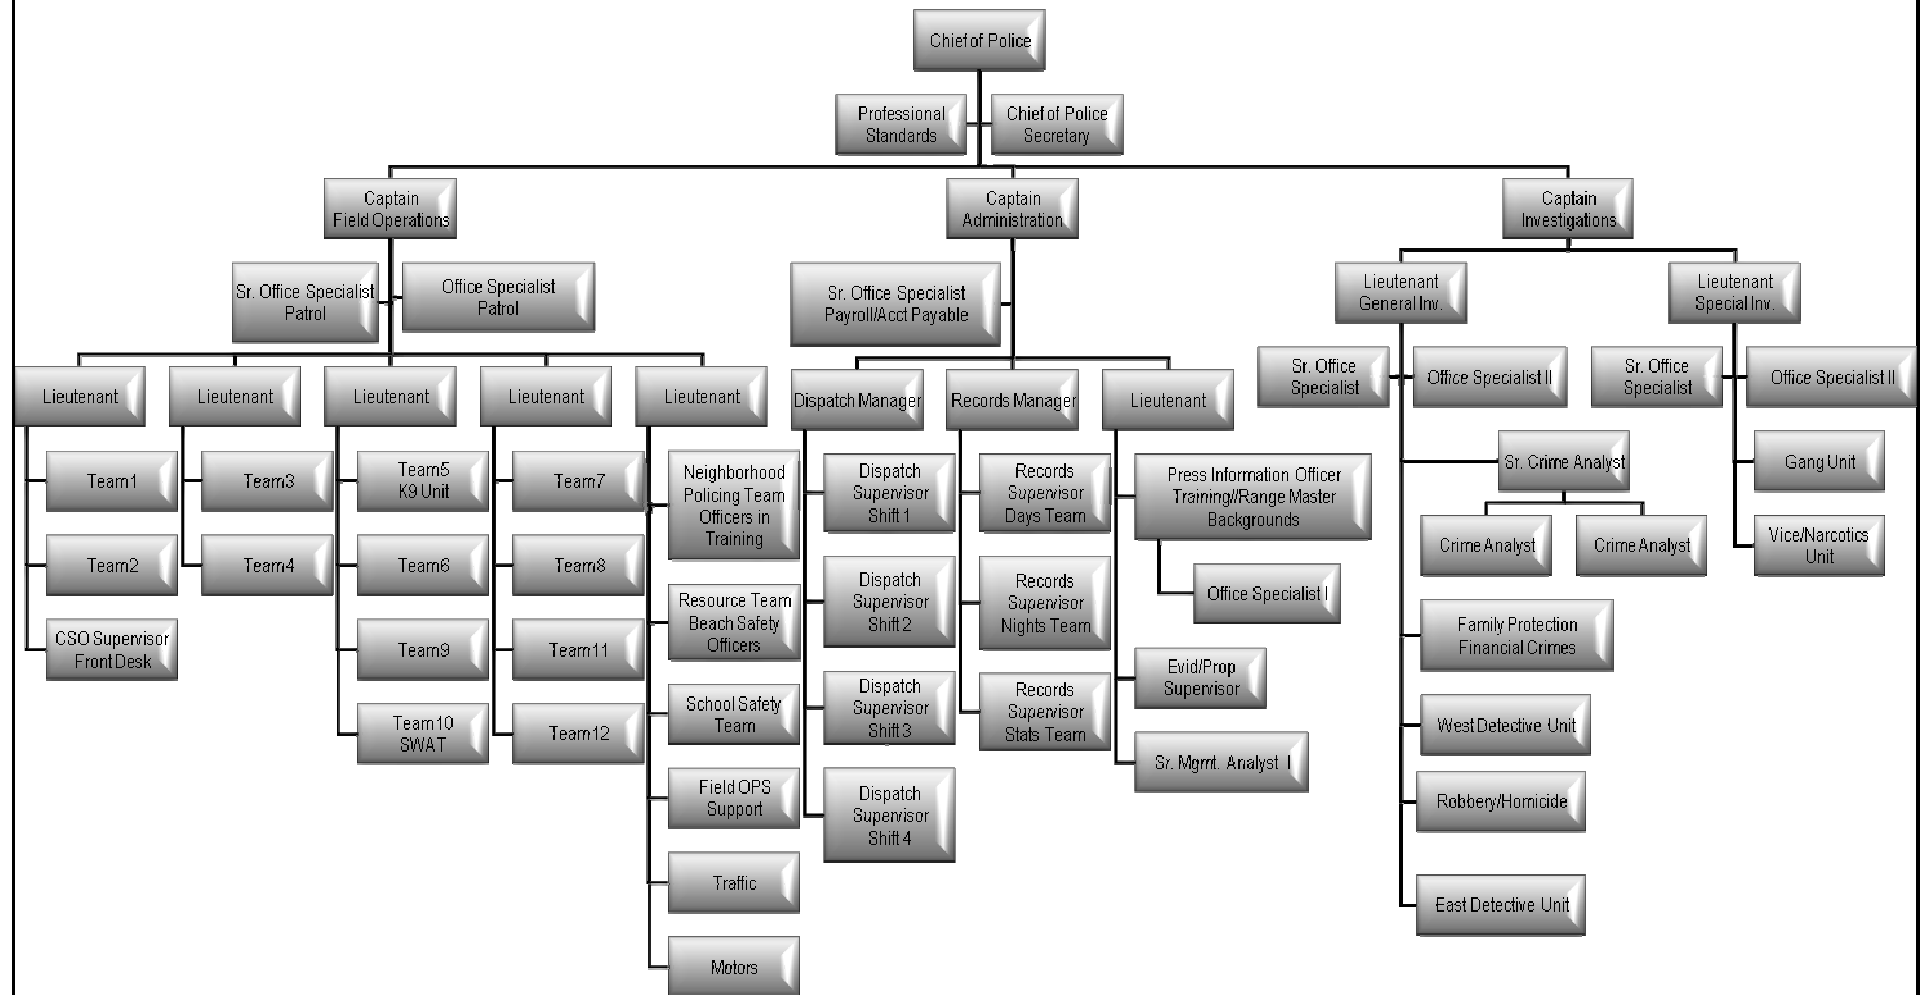 Chief of Police
Professional
Standards
Chief of Police
Secretary
Captain
Field Operations
Captain
Administration
Captain
Investigations
Sr. Office Specialist
Patrol
Office Specialist
Patrol
Sr. Office Specialist
Payroll/Acct Payable
Lieutenant
General Inv.
Lieutenant
Special Inv.
Sr. Office
Specialist
Office Specialist II
Sr. Office
Specialist
Office Specialist II
Lieutenant
Lieutenant
Lieutenant
Lieutenant
Lieutenant
Dispatch Manager
Records Manager
Lieutenant
Team1
Team2
CSO Supervisor
Front Desk
Team3
Team4
Team5
K9 Unit
Team6
Team9
Team10
SWAT
Team7
Team8
Team11
Team12
Neighborhood
Policing Team
Officers in
Training
Resource Team
Beach Safety
Officers
School Safety
Team
Field OPS
Support
Traffic
Motors
Dispatch
Supervisor
Shift 1
Dispatch
Supervisor
Shift 2
Dispatch
Supervisor
Shift 3
Dispatch
Supervisor
Shift 4
Records
Supervisor
Days Team
Records
Supervisor
Nights Team
Records
Supervisor
Stats Team
Press Information Officer
Training//Range Master
Backgrounds
Office Specialist I
Evid/Prop
Supervisor
Sr. Mgmt. Analyst I
Sr. Crime Analyst
Crime Analyst
Crime Analyst
Family Protection
Financial Crimes
West Detective Unit
Robbery/Homicide
East Detective Unit
Gang Unit
Vice/Narcotics
Unit